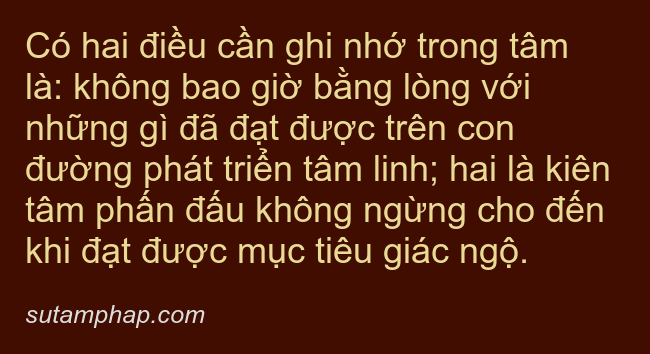 Có hai điều cần ghi nhớ trong tâm
là: không bao giờ bằng lòng với
những gì đã đạt được trên con
đường phát triển tâm linh; hai là kiên
tâm phấn đấu không ngừng cho đến
khi đạt được mục tiêu giác ngộ.
sutamphap.com